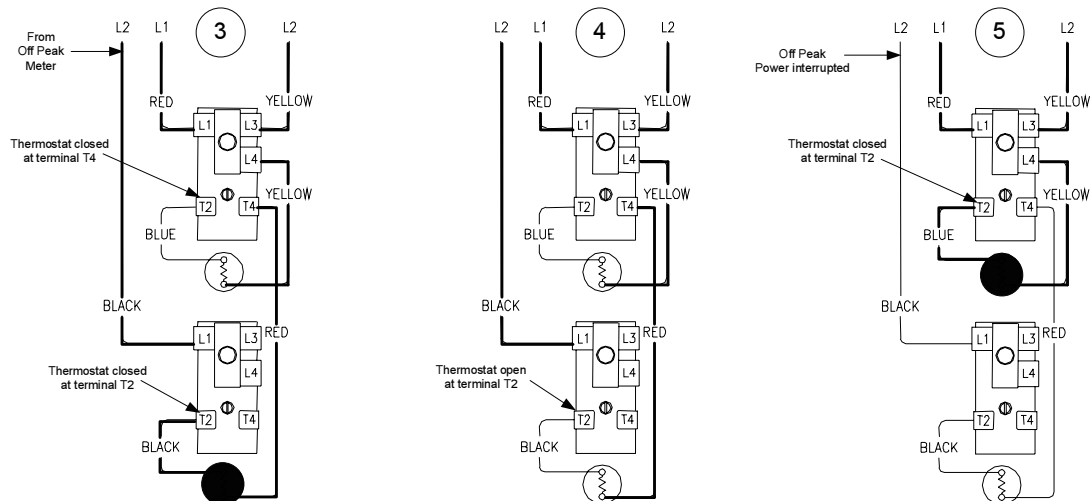 L2 L1 3 L2
From
Off Peak
Meter
RED YELLOW
L1 L3
L4
Thermostat closed
at terminal T4
YELLOW
T2 T4
BLUE
BLACK
RED
L1 L3
L4
Thermostat closed
at terminal T2
T2 T4
BLACK
L2 L1 4 L2
RED YELLOW
L1 L3
L4
YELLOW
T2 T4
BLUE
BLACK
RED
L1 L3
L4
Thermostat open
at terminal T2
T2 T4
BLACK
L2 L1 5 L2
Off Peak
Power interrupted
RED YELLOW
L1 L3
L4
Thermostat closed
at terminal T2
YELLOW
T2 T4
BLUE
BLACK
RED
L1 L3
L4
T2 T4
BLACK